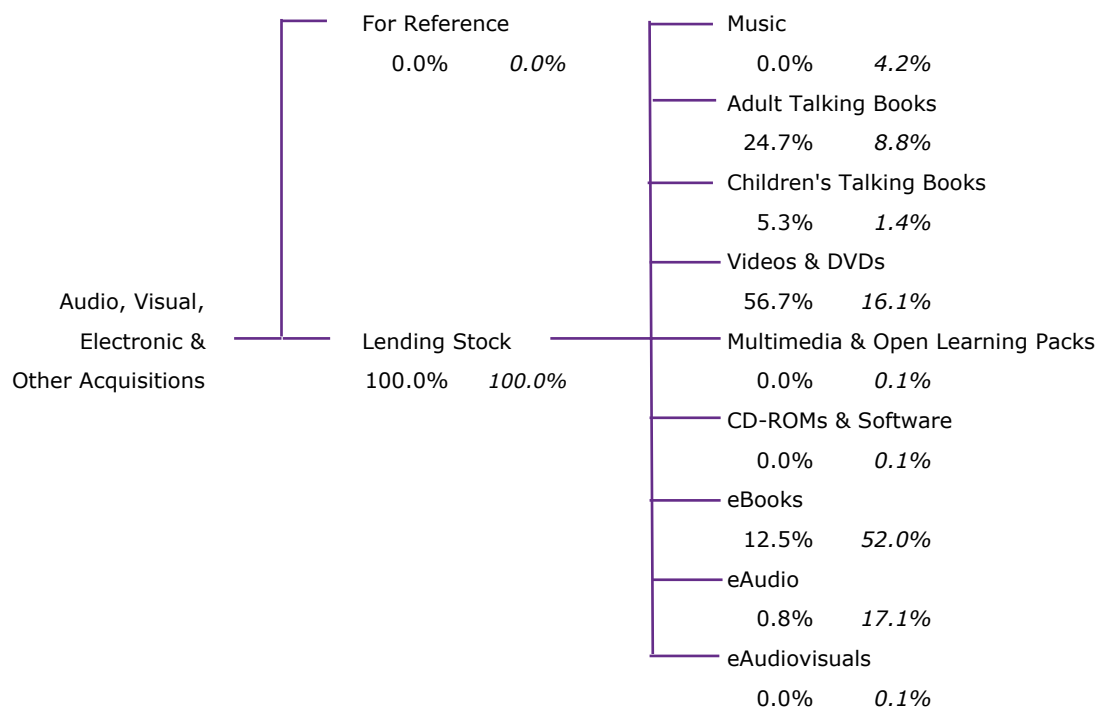 Audio, Visual,
Electronic &
Other Acquisitions
For Reference
0.0% 0.0%
Lending Stock
100.0% 100.0%
Music
0.0% 4.2%
Adult Talking Books
24.7% 8.8%
Children's Talking Books
5.3% 1.4%
Videos & DVDs
56.7% 16.1%
Multimedia & Open Learning Packs
0.0% 0.1%
CD-ROMs & Software
0.0% 0.1%
eBooks
12.5% 52.0%
eAudio
0.8% 17.1%
eAudiovisuals
0.0% 0.1%